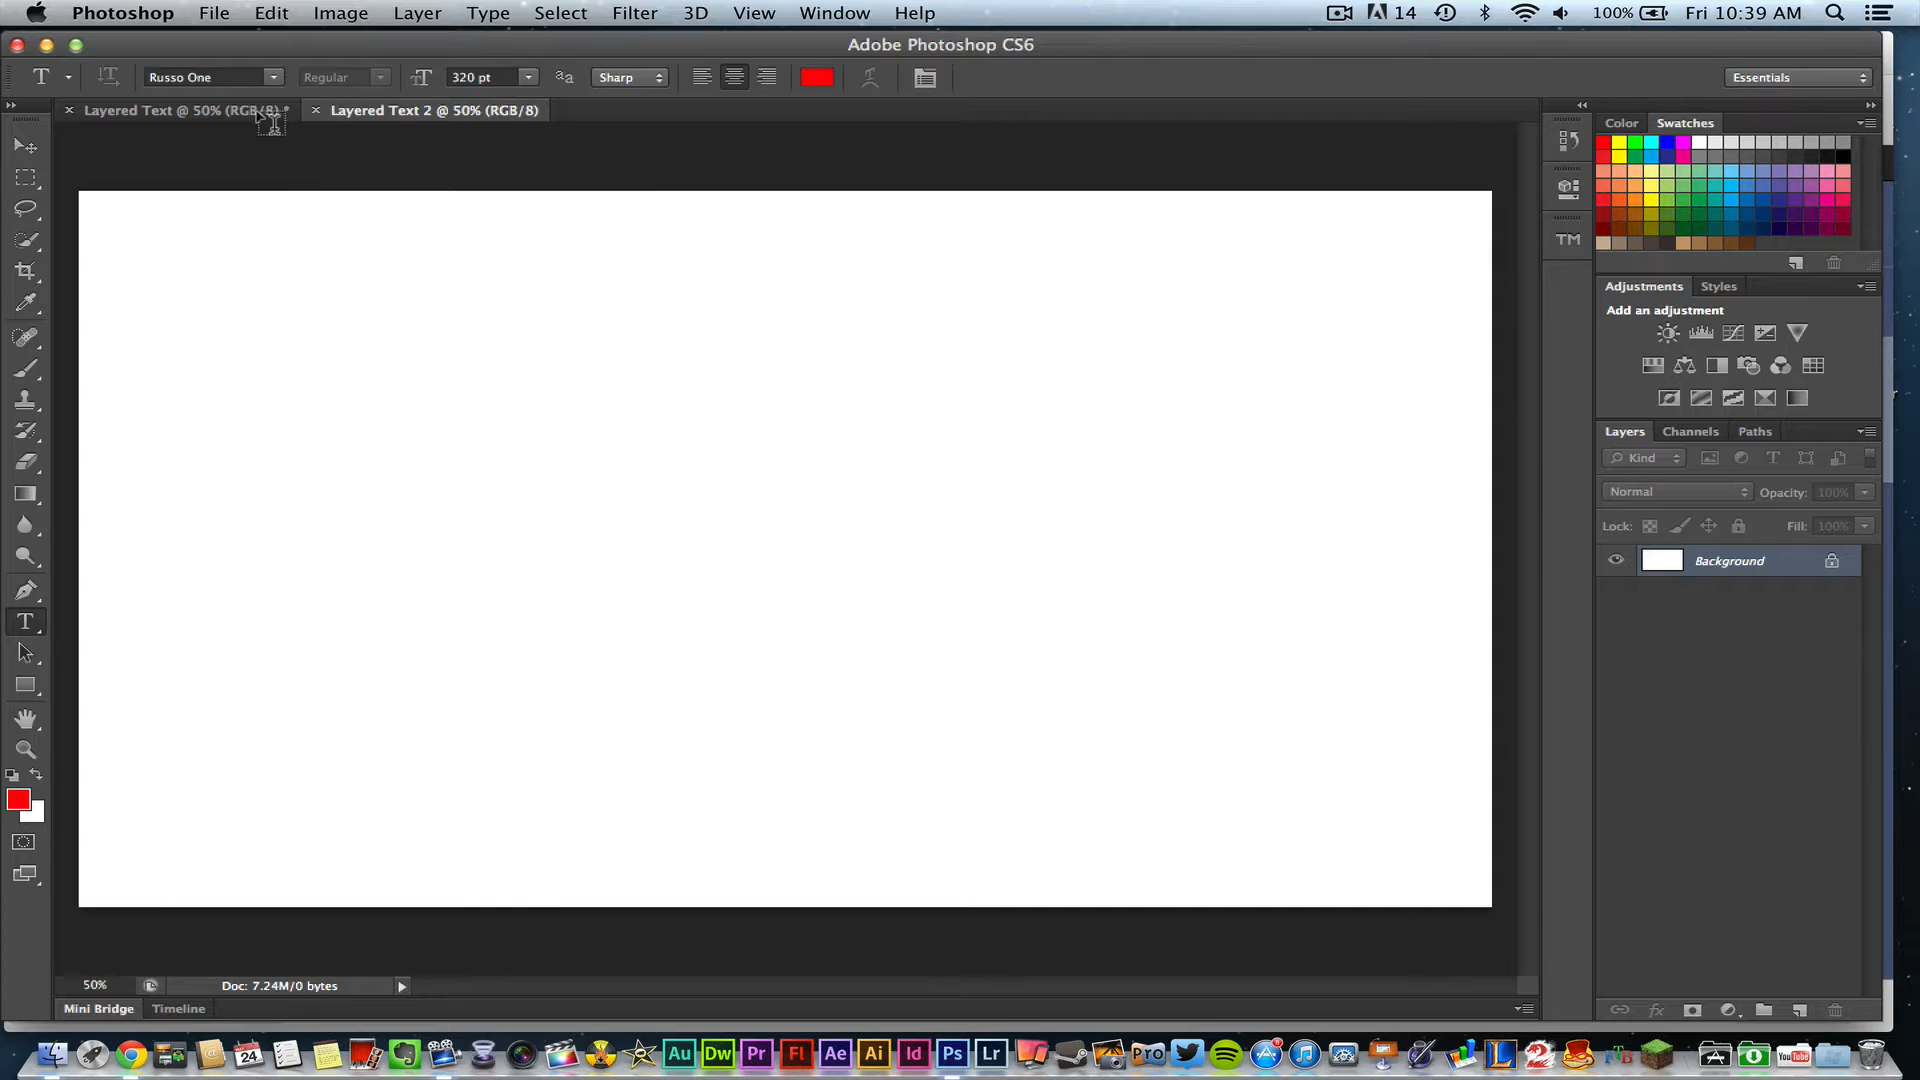 Photoshop File Edit Image Layer Type Select Filter 3D View Window Help 14 100% Fri 10:39 AM
Adobe Photoshop CS6
T Russo One Regular 320 pt Sharp Essentials
Layered Text @ 50% (RGB/8) * Layered Text 2 @ 50% (RGB/8)
Color Swatches
TM
Adjustments Styles
Add an adjustment
Layers Channels Paths
Kind
Normal Opacity: 100%
Lock: Fill: 100%
Background
50% Doc: 7.24M/0 bytes
Mini Bridge Timeline
24 Au Dw Pr Fl Ae Ai Id Ps Lr Pro FTB YouTube